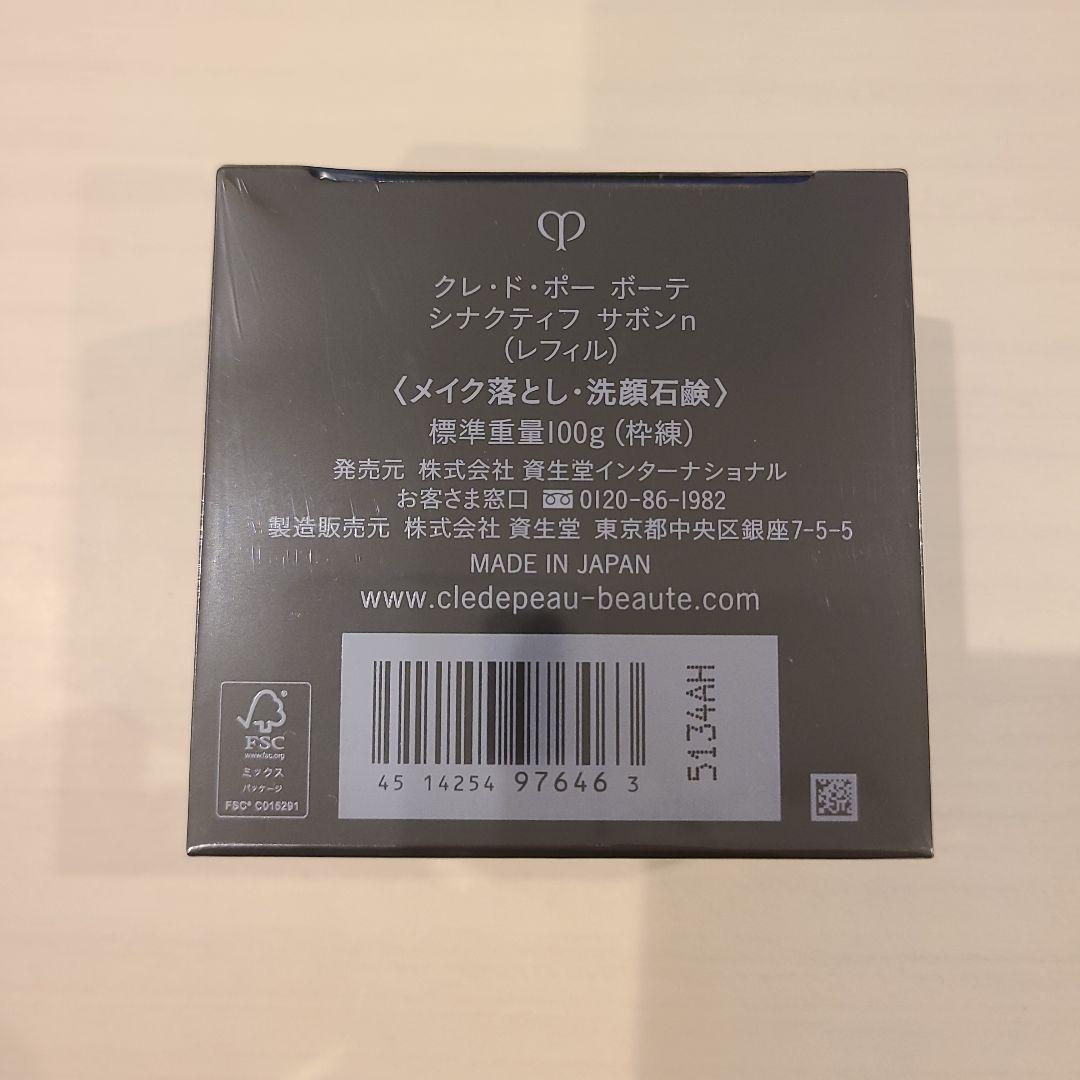 クレ・ド・ポー ボーテ
シナクティフ サボンn
(レフィル)
〈メイク落とし・洗顔石鹸〉
標準重量100g (枠練)
発売元 株式会社 資生堂インターナショナル
お客さま窓口 0120-86-1982
製造販売元 株式会社 資生堂 東京都中央区銀座7-5-5
MADE IN JAPAN
www.cledepeau-beaute.com
5134AH
45 14254 97646 3
FSC
www.fsc.org
ミックス
パッケージ
FSC® C015291